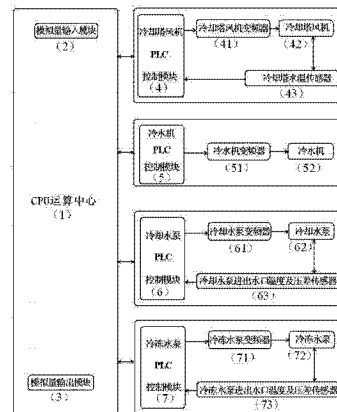 模拟量输入模块
(2)
CPU运算中心
(1)
模拟量输出模块
(3)
冷却塔风机
PLC
控制模块
(4)
冷却塔风机变频器
(41)
冷却塔风机
(42)
冷却塔水温传感器
(43)
冷水机
PLC
控制模块
(5)
冷水机变频器
(51)
冷水机
(52)
冷却水泵
PLC
控制模块
(6)
冷却水泵变频器
(61)
冷却水泵
(62)
冷却水泵进出水口温度及压差传感器
(63)
冷冻水泵
PLC
控制模块
(7)
冷冻水泵变频器
(71)
冷冻水泵
(72)
冷冻水泵进出水口温度及压差传感器
(73)